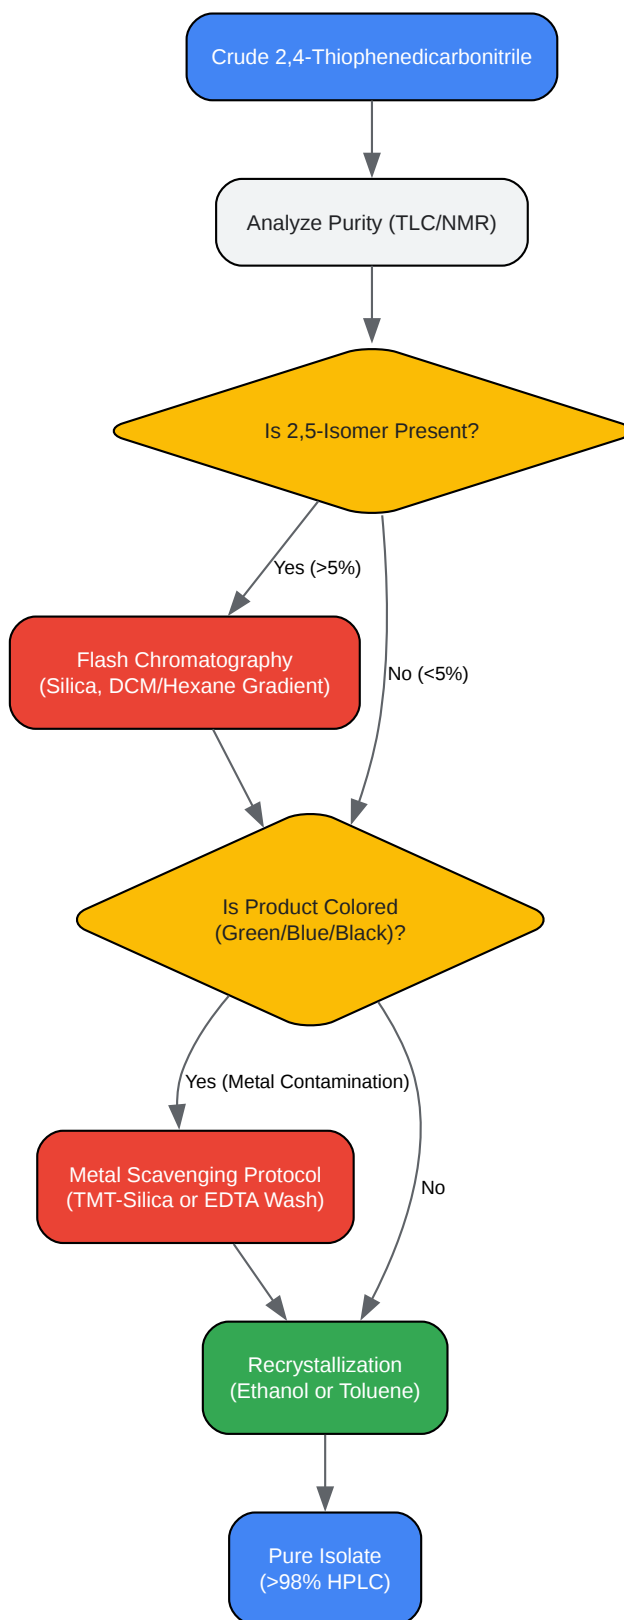 Crude 2,4-Thiophenedicarbonitrile
Analyze Purity (TLC/NMR)
Is 2,5-Isomer Present?
Yes (>5%)
Flash Chromatography
(Silica, DCM/Hexane Gradient)
No (<5%)
Is Product Colored
(Green/Blue/Black)?
Yes (Metal Contamination)
Metal Scavenging Protocol
(TMT-Silica or EDTA Wash)
No
Recrystallization
(Ethanol or Toluene)
Pure Isolate
(>98% HPLC)